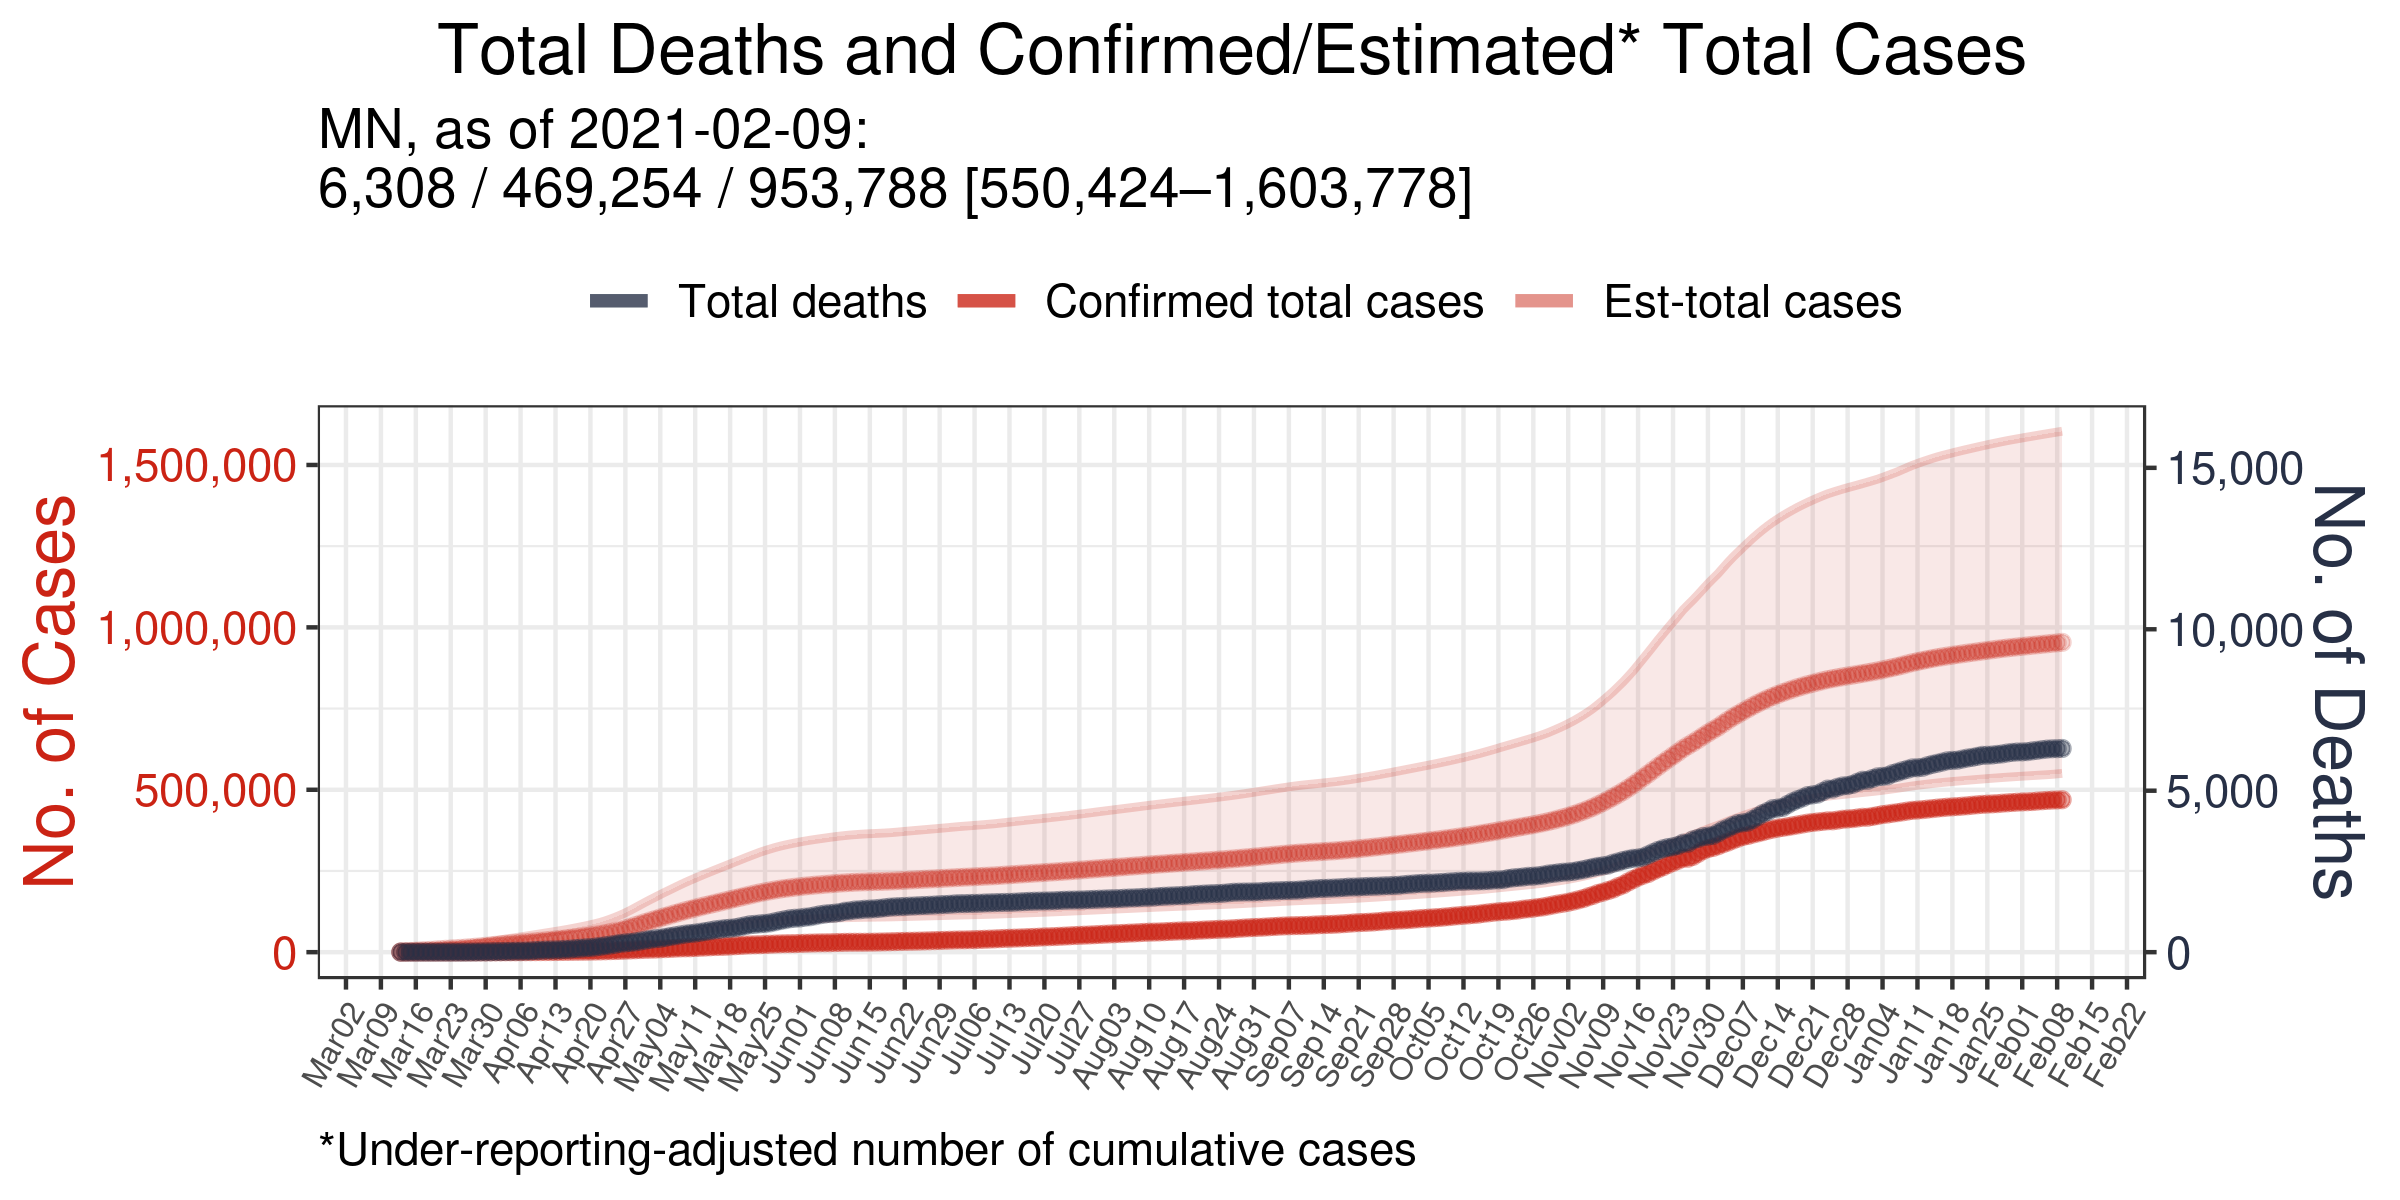 Total Deaths and Confirmed/Estimated* Total Cases
MN, as of 2021-02-09:
6,308 / 469,254 / 953,788 [550,424–1,603,778]
Total deaths
Confirmed total cases
Est-total cases
No. of Cases
1,500,000
1,000,000
500,000
0
15,000
10,000
5,000
0
No. of Deaths
Mar02
Mar09
Mar16
Mar23
Mar30
Apr06
Apr13
Apr20
Apr27
May04
May11
May18
May25
Jun01
Jun08
Jun15
Jun22
Jun29
Jul06
Jul13
Jul20
Jul27
Aug03
Aug10
Aug17
Aug24
Aug31
Sep07
Sep14
Sep21
Sep28
Oct05
Oct12
Oct19
Oct26
Nov02
Nov09
Nov16
Nov23
Nov30
Dec07
Dec14
Dec21
Dec28
Jan04
Jan11
Jan18
Jan25
Feb01
Feb08
Feb15
Feb22
*Under-reporting-adjusted number of cumulative cases